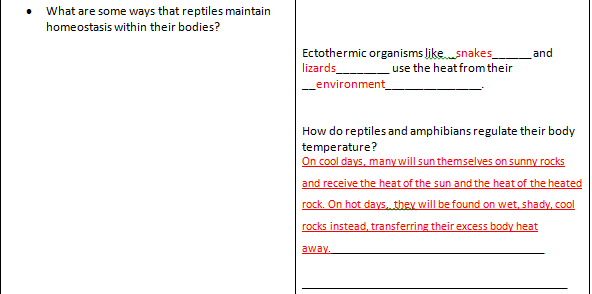 • What are some ways that reptiles maintain
homeostasis within their bodies?
Ectothermic organisms like__snakes______ and
lizards________ use the heat from their
__environment______________.
How do reptiles and amphibians regulate their body
temperature?
On cool days, many will sun themselves on sunny rocks
and receive the heat of the sun and the heat of the heated
rock. On hot days,, they will be found on wet, shady, cool
rocks instead, transferring their excess body heat
away.